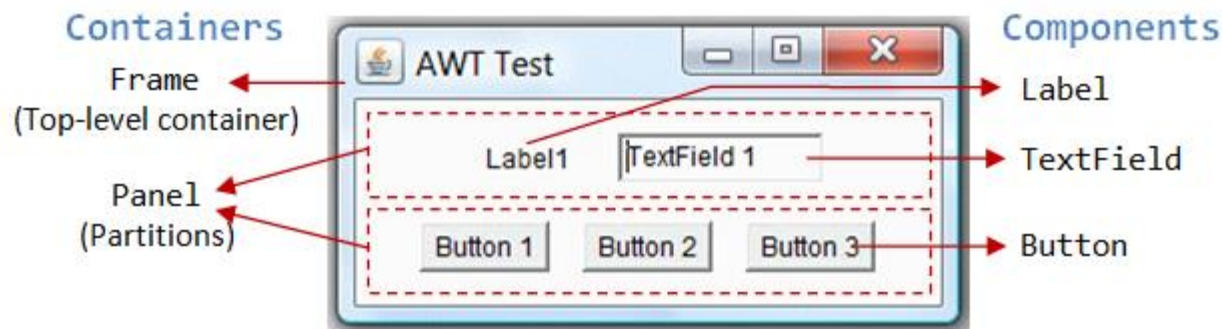 Containers
Components
Frame
(Top-level container)
AWT Test
Label
Label1
TextField 1
TextField
Panel
(Partitions)
Button 1
Button 2
Button 3
Button